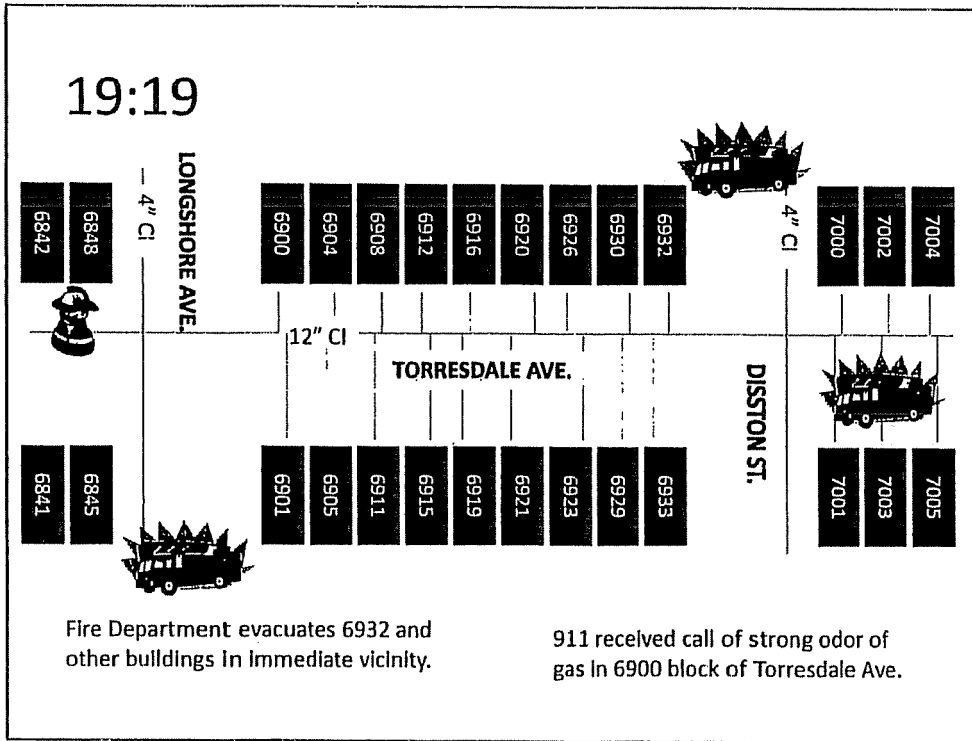 19:19
LONGSHORE AVE.
4" CI
4" CI
6842
6848
6900
6904
6908
6912
6916
6920
6926
6930
6932
7000
7002
7004
12" CI
TORRESDALE AVE.
DISSTON ST.
6841
6845
6901
6905
6911
6915
6919
6921
6923
6929
6933
7001
7003
7005
Fire Department evacuates 6932 and
other buildings in immediate vicinity.
911 received call of strong odor of
gas in 6900 block of Torresdale Ave.